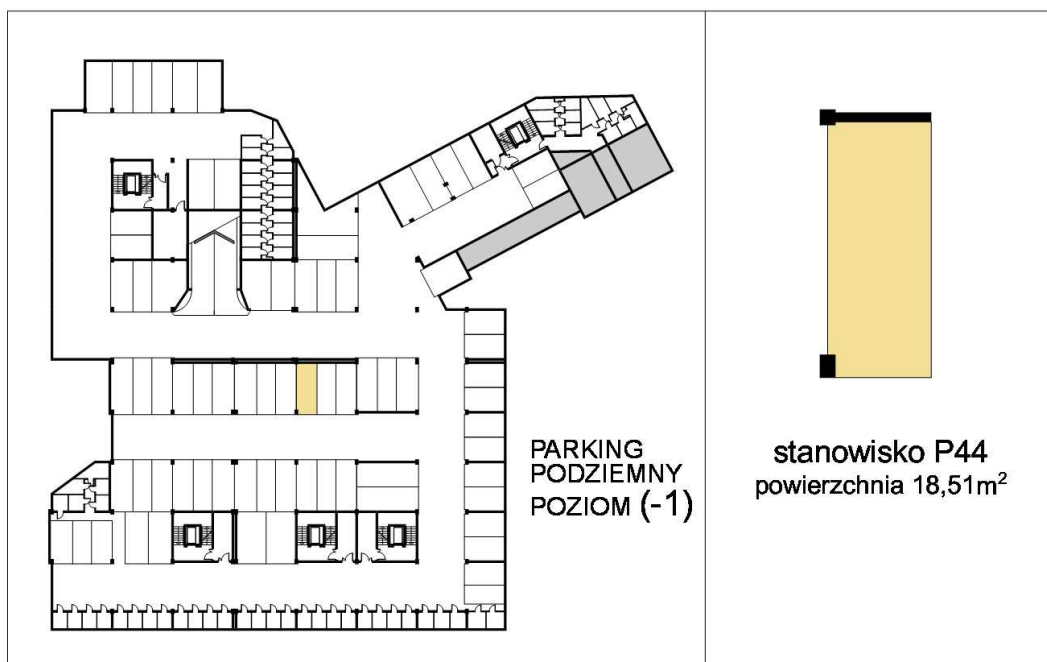 PARKING
PODZIEMNY
POZIOM (-1)
stanowisko P44
powierzchnia 18,51m²